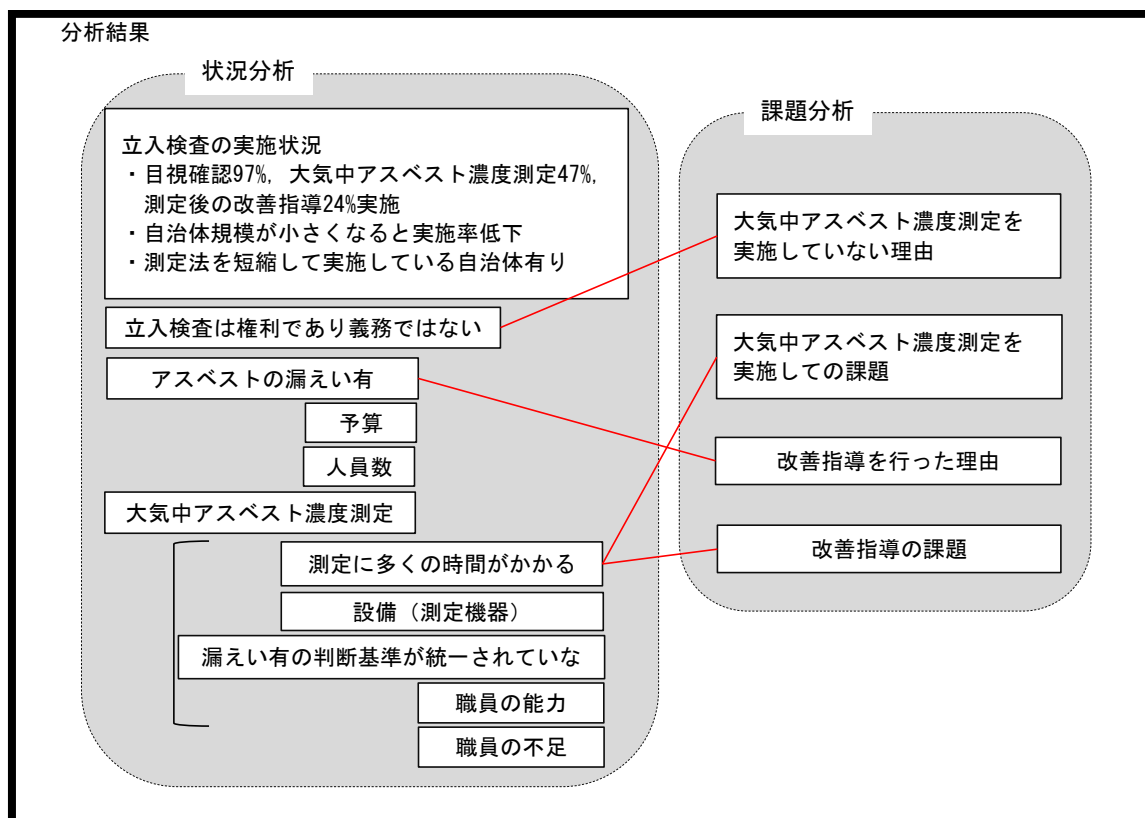 分析結果
状況分析
立入検査の実施状況
・目視確認97%, 大気中アスベスト濃度測定47%,
測定後の改善指導24%実施
・自治体規模が小さくなると実施率低下
・測定法を短縮して実施している自治体有り
立入検査は権利であり義務ではない
アスベストの漏えい有
予算
人員数
大気中アスベスト濃度測定
測定に多くの時間がかかる
設備（測定機器）
漏えい有の判断基準が統一されていな
職員の能力
職員の不足
課題分析
大気中アスベスト濃度測定を
実施していない理由
大気中アスベスト濃度測定を
実施しての課題
改善指導を行った理由
改善指導の課題